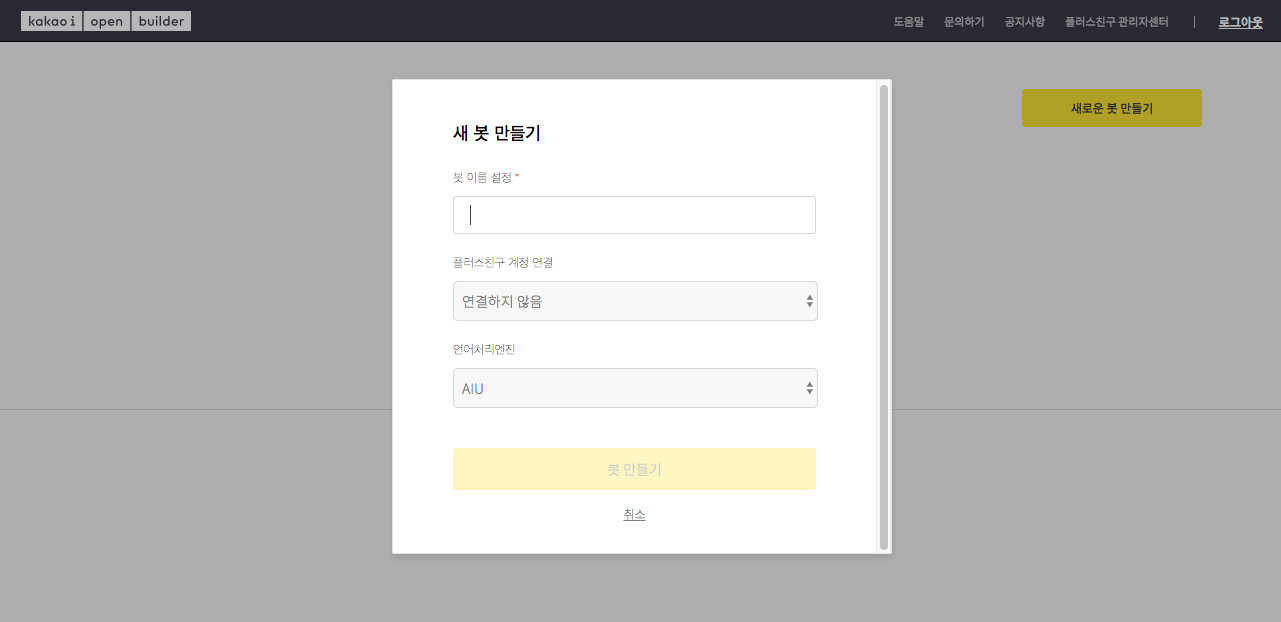 kakao i open builder
도움말 문의하기 공지사항 플러스친구 관리자센터 | 로그아웃
새로운 봇 만들기
새 봇 만들기
봇 이름 설정 *
플러스친구 계정 연결
연결하지 않음
언어처리엔진
AIU
봇 만들기
취소